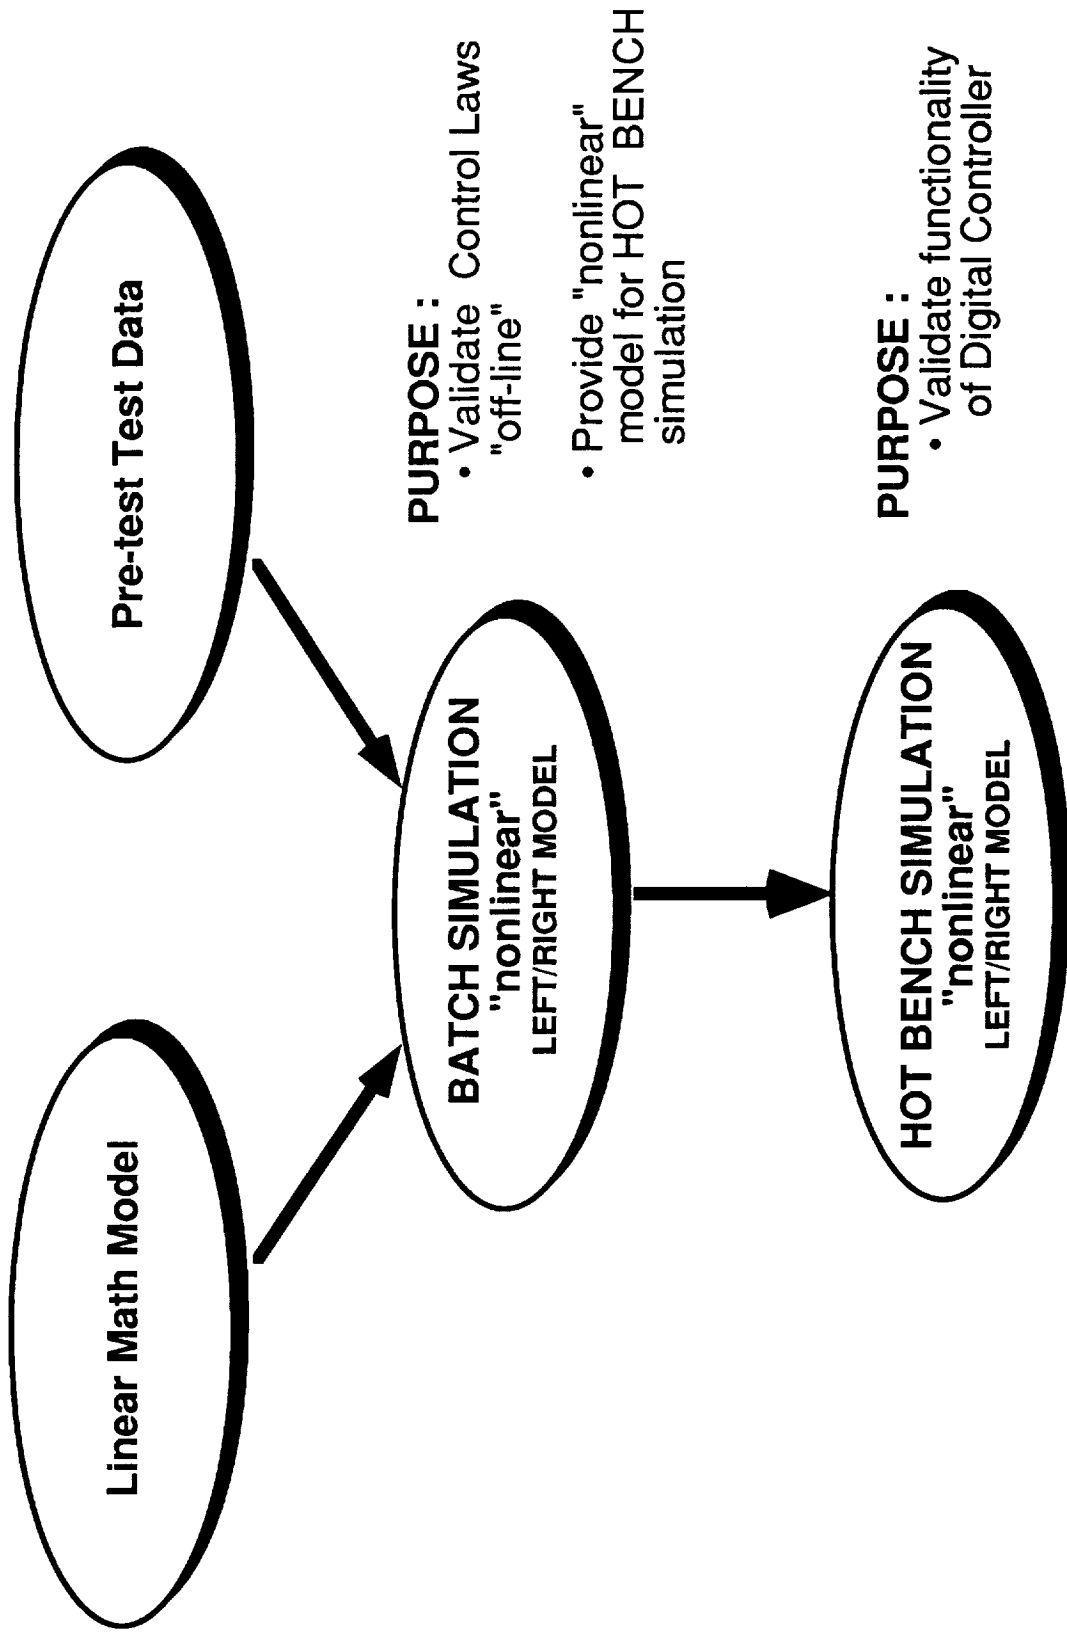 Linear Math Model
Pre-test Test Data
BATCH SIMULATION
"nonlinear"
LEFT/RIGHT MODEL
PURPOSE :
• Validate Control Laws
"off-line"
• Provide "nonlinear"
model for HOT BENCH
simulation
HOT BENCH SIMULATION
"nonlinear"
LEFT/RIGHT MODEL
PURPOSE :
• Validate functionality
of Digital Controller